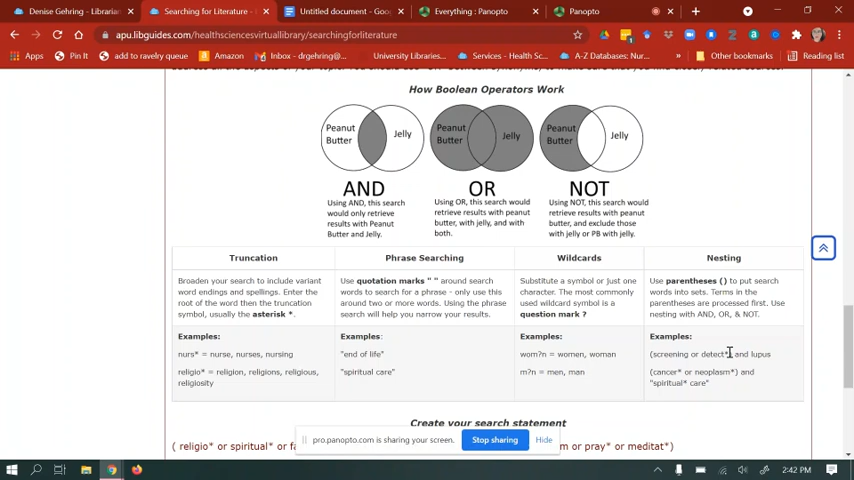 Denise Gehring - Librarian
Searching for Literature -
Untitled document - Goo
Everything : Panopto
Panopto
apu.libguides.com/healthsciencesvirtuallibrary/searchingforliterature
Apps
Pin It
add to ravelry queue
Amazon
Inbox - drgehring@...
University Libraries...
Services - Health Sc...
A-Z Databases: Nur...
Other bookmarks
Reading list
How Boolean Operators Work
Peanut Butter
Jelly
Peanut Butter
Jelly
Peanut Butter
Jelly
AND
OR
NOT
Using AND, this search
would only retrieve
results with Peanut
Butter and Jelly.
Using OR, this search would
retrieve results with peanut
butter, with jelly, and with
both.
Using NOT, this search would
retrieve results with peanut
butter, and exclude those
with jelly or PB with jelly.
Truncation
Phrase Searching
Wildcards
Nesting
Broaden your search to include variant
word endings and spellings. Enter the
root of the word then the truncation
symbol, usually the asterisk *.
Use quotation marks " " around search
words to search for a phrase - only use this
around two or more words. Using the phrase
search will help you narrow your results.
Substitute a symbol or just one
character. The most commonly
used wildcard symbol is a
question mark ?
Use parentheses () to put search
words into sets. Terms in the
parentheses are processed first. Use
nesting with AND, OR, & NOT.
Examples:
nurs* = nurse, nurses, nursing
religio* = religion, religions, religious,
religiosity
Examples:
"end of life"
"spiritual care"
Examples:
wom?n = women, woman
m?n = men, man
Examples:
(screening or detect*) and lupus
(cancer* or neoplasm*) and
"spiritual* care"
Create your search statement
( religio* or spiritual* or fa
m or pray* or meditat*)
pro.panopto.com is sharing your screen.
Stop sharing
Hide
2:42 PM